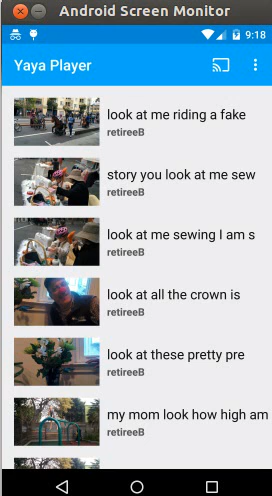 Android Screen Monitor
9:18
Yaya Player
look at me riding a fake
retireeB
story you look at me sew
retireeB
look at me sewing I am s
retireeB
look at all the crown is
retireeB
look at these pretty pre
retireeB
my mom look how high am
retireeB